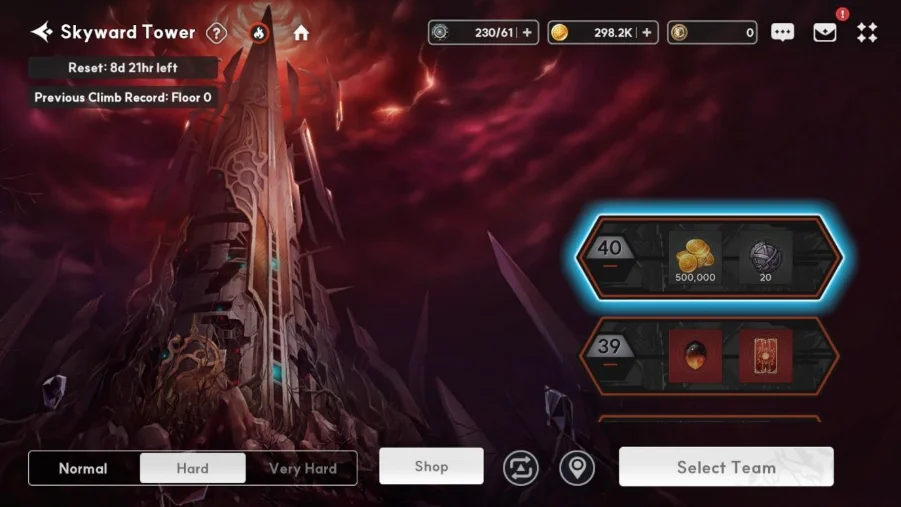 Skyward Tower
?
230/61
+
298.2K
+
0
!
Reset: 8d 21hr left
Previous Climb Record: Floor 0
40
500,000
20
39
Normal
Hard
Very Hard
Shop
Select Team